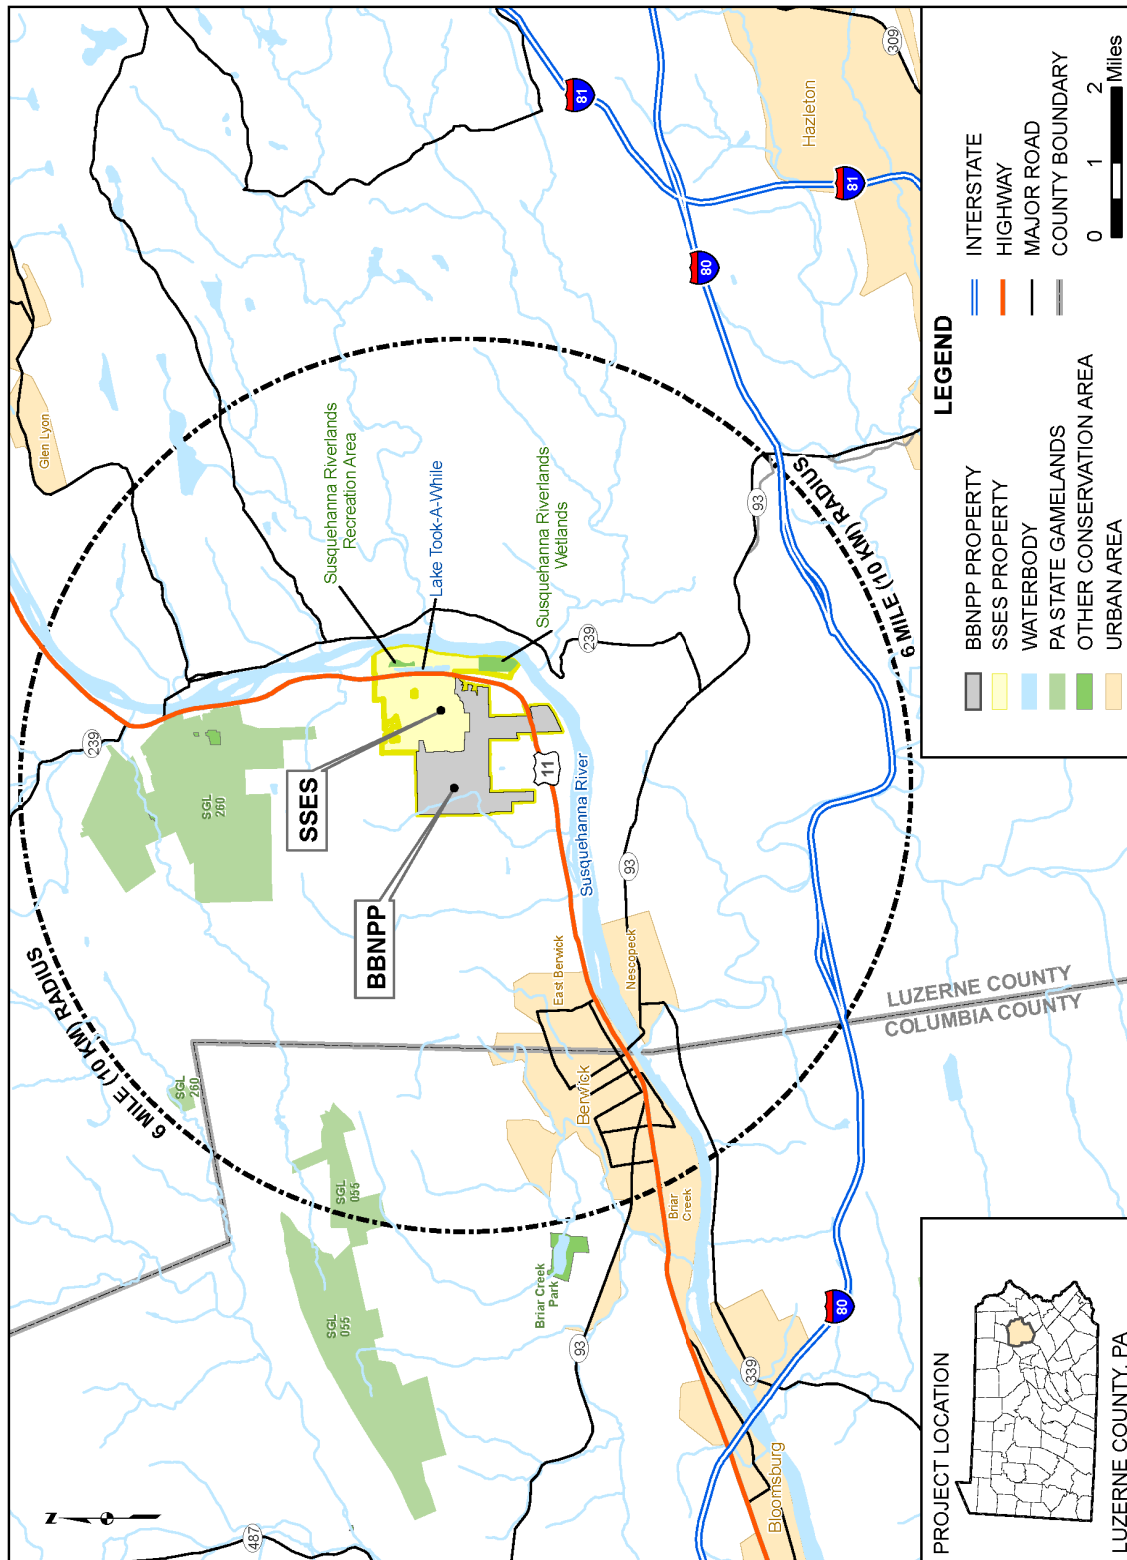 N
487
SGL
055
SGL
055
SGL
260
6 MILE (10 KM) RADIUS
SGL
260
239
Glen Lyon
SSES
BBNPP
Susquehanna Riverlands
Recreation Area
Lake Took-A-While
Susquehanna Riverlands
Wetlands
239
11
Susquehanna River
93
93
Briar Creek
Park
93
East Berwick
Berwick
Nescopeck
Briar
Creek
339
Bloomsburg
80
LUZERNE COUNTY
COLUMBIA COUNTY
6 MILE (10 KM) RADIUS
80
81
81
Hazleton
309
PROJECT LOCATION
LUZERNE COUNTY, PA
LEGEND
BBNPP PROPERTY
SSES PROPERTY
WATERBODY
PA STATE GAMELANDS
OTHER CONSERVATION AREA
URBAN AREA
INTERSTATE
HIGHWAY
MAJOR ROAD
COUNTY BOUNDARY
0 1 2
Miles